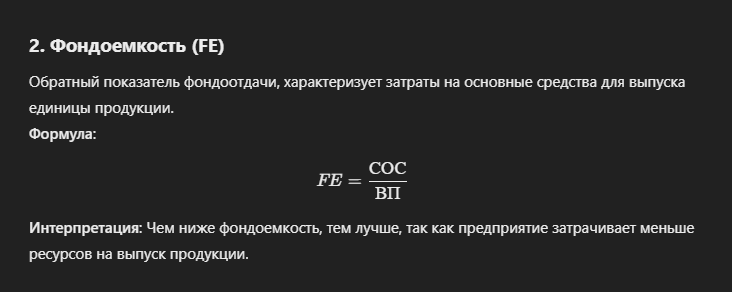 2. Фондоемкость (FE)
Обратный показатель фондоотдачи, характеризует затраты на основные средства для выпуска
единицы продукции.
Формула:
FE = СОС/ВП
Интерпретация: Чем ниже фондоемкость, тем лучше, так как предприятие затрачивает меньше
ресурсов на выпуск продукции.